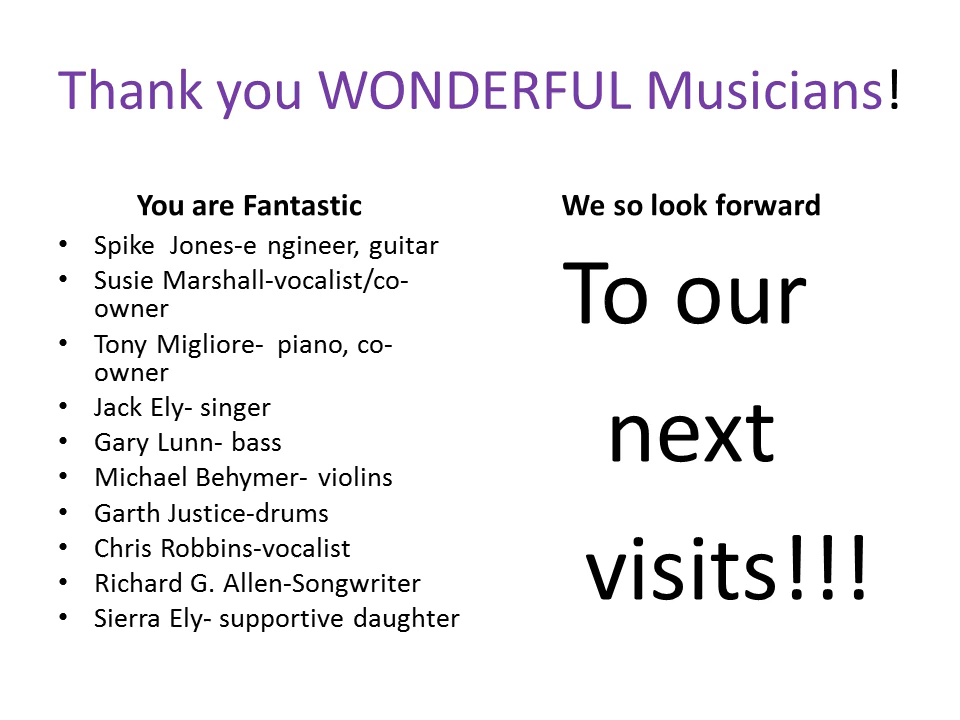 Thank you WONDERFUL Musicians!
You are Fantastic
• Spike  Jones-e ngineer, guitar
• Susie Marshall-vocalist/co-
owner
• Tony Migliore-  piano, co-
owner
• Jack Ely- singer
• Gary Lunn- bass
• Michael Behymer- violins
• Garth Justice-drums
• Chris Robbins-vocalist
• Richard G. Allen-Songwriter
• Sierra Ely- supportive daughter
We so look forward
To our
next
visits!!!